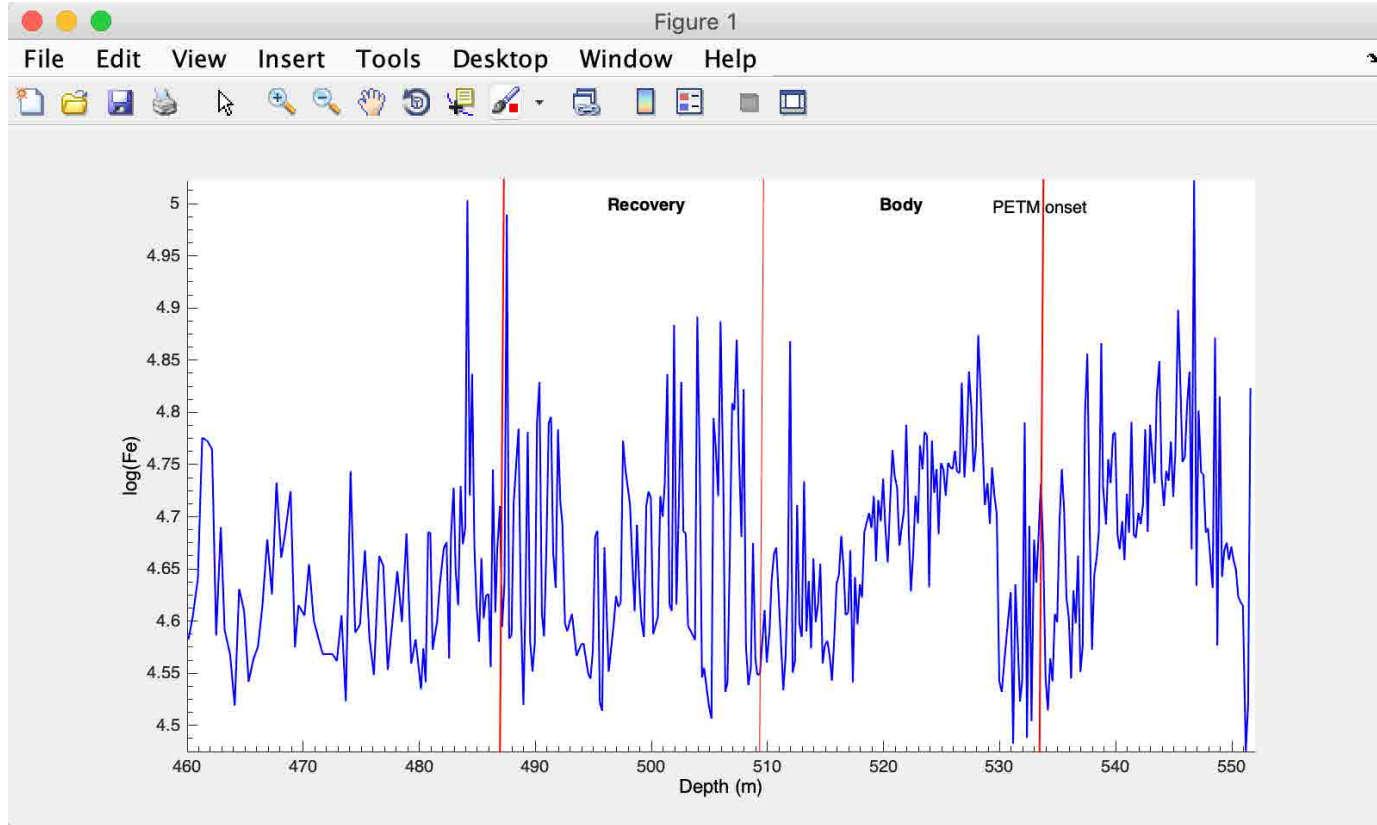 Figure 1
File Edit View Insert Tools Desktop Window Help
Recovery Body PETM onset
5
4.95
4.9
4.85
4.8
4.75
4.7
4.65
4.6
4.55
4.5
log(Fe)
460 470 480 490 500 510 520 530 540 550
Depth (m)